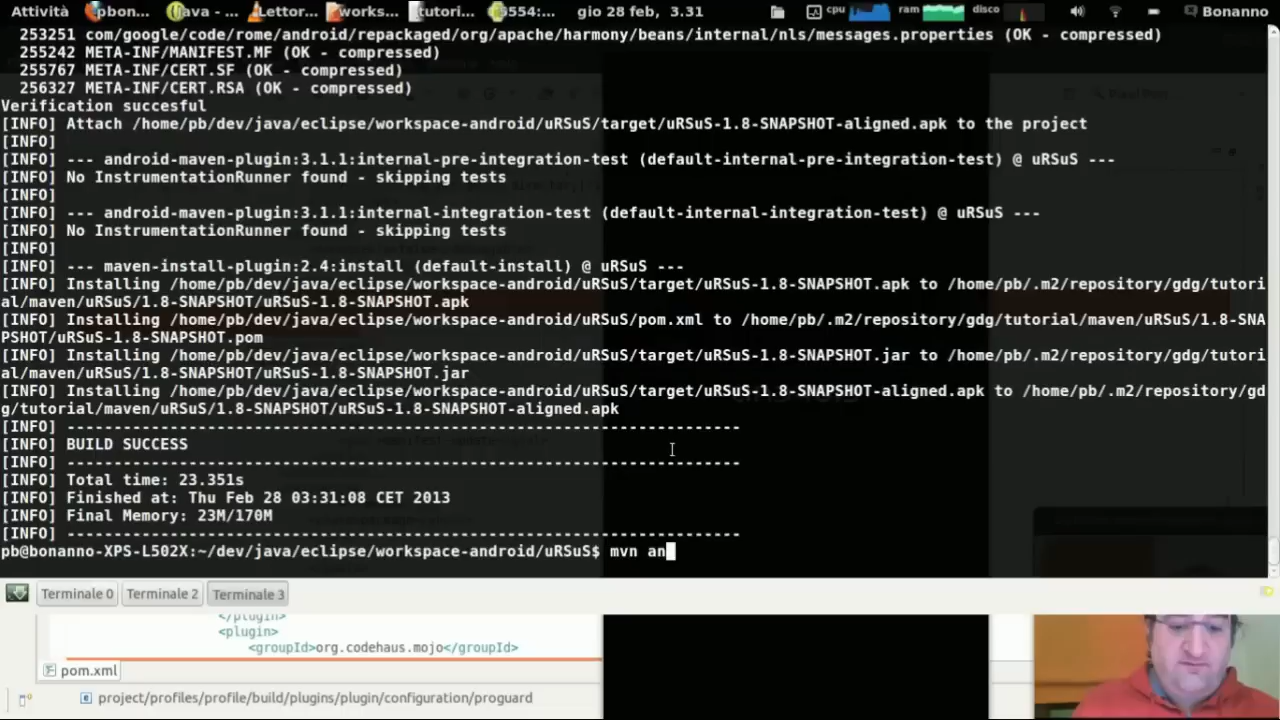 Attività pbon... java - ... Lettor... works... tutori... 5554:... gio 28 feb, 3.31 cpu ram disco Bonanno
253251 com/google/code/rome/android/repackaged/org/apache/harmony/beans/internal/nls/messages.properties (OK - compressed)
255242 META-INF/MANIFEST.MF (OK - compressed)
255767 META-INF/CERT.SF (OK - compressed)
256327 META-INF/CERT.RSA (OK - compressed)
Verification succesful
[INFO] Attach /home/pb/dev/java/eclipse/workspace-android/uRSuS/target/uRSuS-1.8-SNAPSHOT-aligned.apk to the project
[INFO]
[INFO] --- android-maven-plugin:3.1.1:internal-pre-integration-test (default-internal-pre-integration-test) @ uRSuS ---
[INFO] No InstrumentationRunner found - skipping tests
[INFO]
[INFO] --- android-maven-plugin:3.1.1:internal-integration-test (default-internal-integration-test) @ uRSuS ---
[INFO] No InstrumentationRunner found - skipping tests
[INFO]
[INFO] --- maven-install-plugin:2.4:install (default-install) @ uRSuS ---
[INFO] Installing /home/pb/dev/java/eclipse/workspace-android/uRSuS/target/uRSuS-1.8-SNAPSHOT.apk to /home/pb/.m2/repository/gdg/tutori
al/maven/uRSuS/1.8-SNAPSHOT/uRSuS-1.8-SNAPSHOT.apk
[INFO] Installing /home/pb/dev/java/eclipse/workspace-android/uRSuS/pom.xml to /home/pb/.m2/repository/gdg/tutorial/maven/uRSuS/1.8-SNA
PSHOT/uRSuS-1.8-SNAPSHOT.pom
[INFO] Installing /home/pb/dev/java/eclipse/workspace-android/uRSuS/target/uRSuS-1.8-SNAPSHOT.jar to /home/pb/.m2/repository/gdg/tutori
al/maven/uRSuS/1.8-SNAPSHOT/uRSuS-1.8-SNAPSHOT.jar
[INFO] Installing /home/pb/dev/java/eclipse/workspace-android/uRSuS/target/uRSuS-1.8-SNAPSHOT-aligned.apk to /home/pb/.m2/repository/gd
g/tutorial/maven/uRSuS/1.8-SNAPSHOT/uRSuS-1.8-SNAPSHOT-aligned.apk
[INFO] ------------------------------------------------------------------------
[INFO] BUILD SUCCESS
[INFO] ------------------------------------------------------------------------
[INFO] Total time: 23.351s
[INFO] Finished at: Thu Feb 28 03:31:08 CET 2013
[INFO] Final Memory: 23M/170M
[INFO] ------------------------------------------------------------------------
pb@bonanno-XPS-L502X:~/dev/java/eclipse/workspace-android/uRSuS$ mvn an
Terminale 0 Terminale 2 Terminale 3
</plugin>
<plugin>
<groupId>org.codehaus.mojo</groupId>
pom.xml
project/profiles/profile/build/plugins/plugin/configuration/proguard